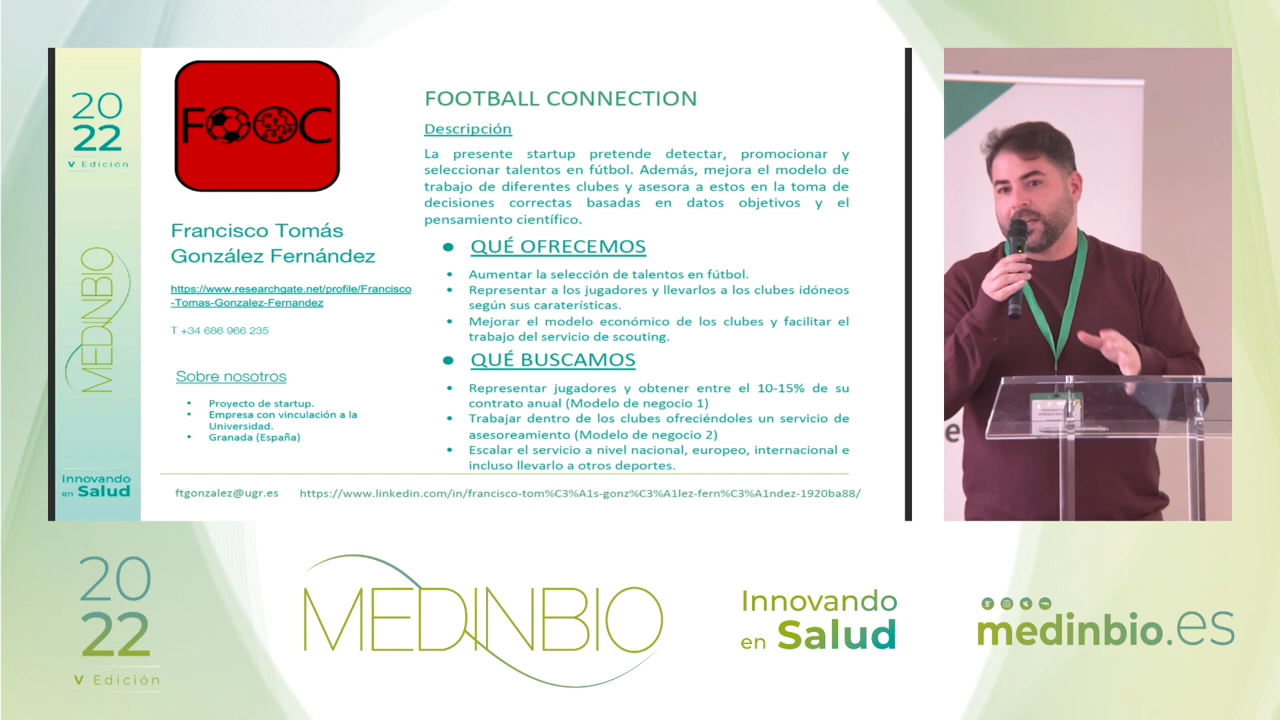 20
22
V Edición
MEDINBIO
Innovando
en Salud
FOOC
Francisco Tomás
González Fernández
https://www.researchgate.net/profile/Francisco
-Tomas-Gonzalez-Fernandez
T +34 686 966 235
Sobre nosotros
• Proyecto de startup.
• Empresa con vinculación a la
Universidad.
• Granada (España)
FOOTBALL CONNECTION
Descripción
La presente startup pretende detectar, promocionar y
seleccionar talentos en fútbol. Además, mejora el modelo de
trabajo de diferentes clubes y asesora a estos en la toma de
decisiones correctas basadas en datos objetivos y el
pensamiento científico.
• QUÉ OFRECEMOS
• Aumentar la selección de talentos en fútbol.
• Representar a los jugadores y llevarlos a los clubes idóneos
según sus caraterísticas.
• Mejorar el modelo económico de los clubes y facilitar el
trabajo del servicio de scouting.
• QUÉ BUSCAMOS
• Representar jugadores y obtener entre el 10-15% de su
contrato anual (Modelo de negocio 1)
• Trabajar dentro de los clubes ofreciéndoles un servicio de
asesoreamiento (Modelo de negocio 2)
• Escalar el servicio a nivel nacional, europeo, internacional e
incluso llevarlo a otros deportes.
ftgonzalez@ugr.es https://www.linkedin.com/in/francisco-tom%C3%A1s-gonz%C3%A1lez-fern%C3%A1ndez-1920ba88/
e
20
22
V Edición
MEDINBIO
Innovando
en Salud
medinbio.es